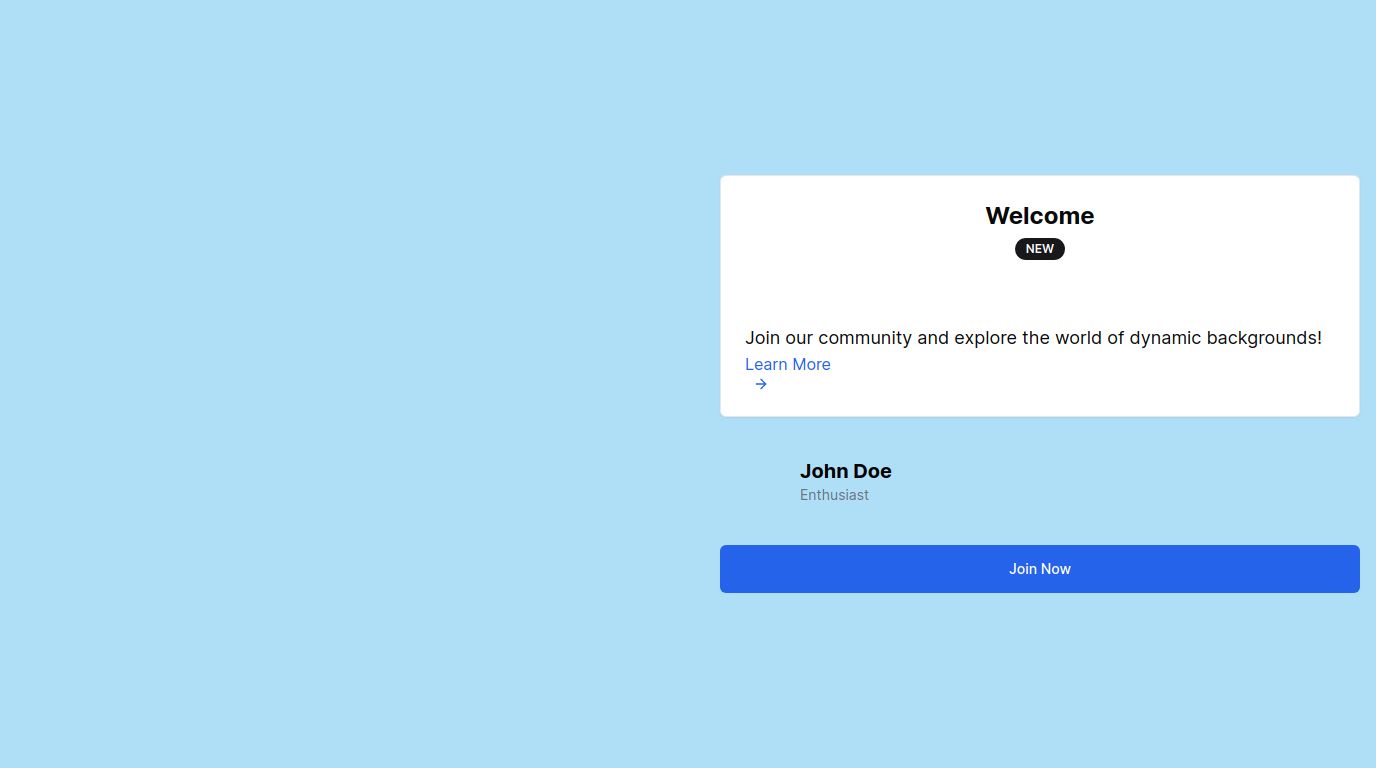 Welcome
NEW
Join our community and explore the world of dynamic backgrounds!
Learn More
John Doe
Enthusiast
Join Now